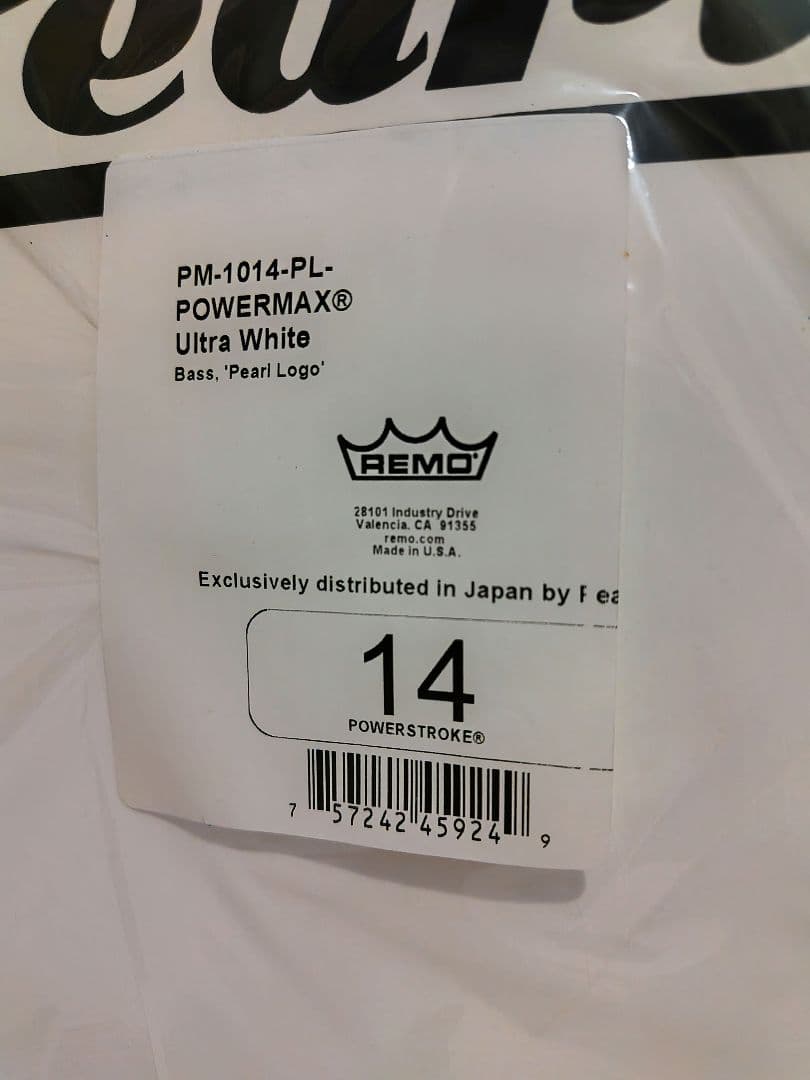 PM-1014-PL-
POWERMAX®
Ultra White
Bass, 'Pearl Logo'
REMO
28101 Industry Drive
Valencia. CA 91355
remo.com
Made in U.S.A.
Exclusively distributed in Japan by
14
POWERSTROKE®
7 57242 45924 9